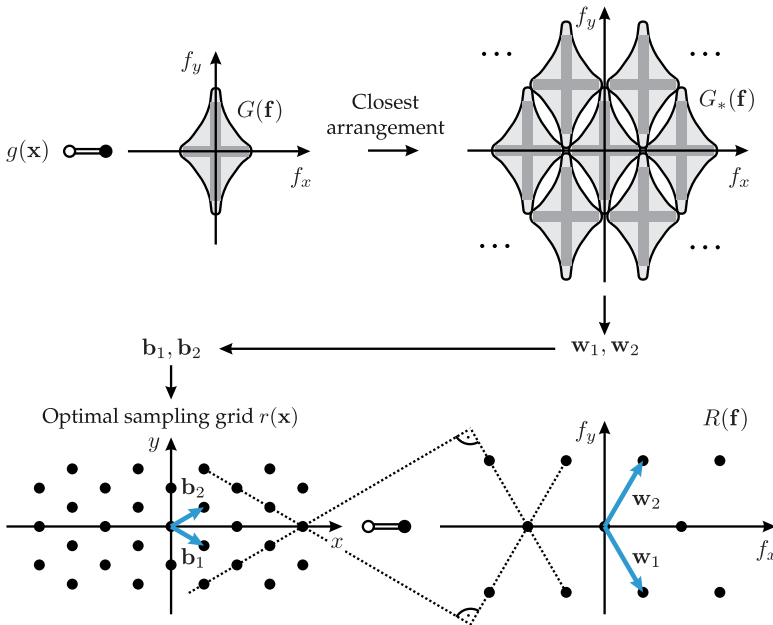 f_y
f_y
G(f)
Closest
arrangement
G_*(f)
g(x)
f_x
f_x
...
...
...
...
b_1, b_2
w_1, w_2
Optimal sampling grid r(x)
y
f_y
R(f)
b_2
w_2
b_1
x
w_1
f_x